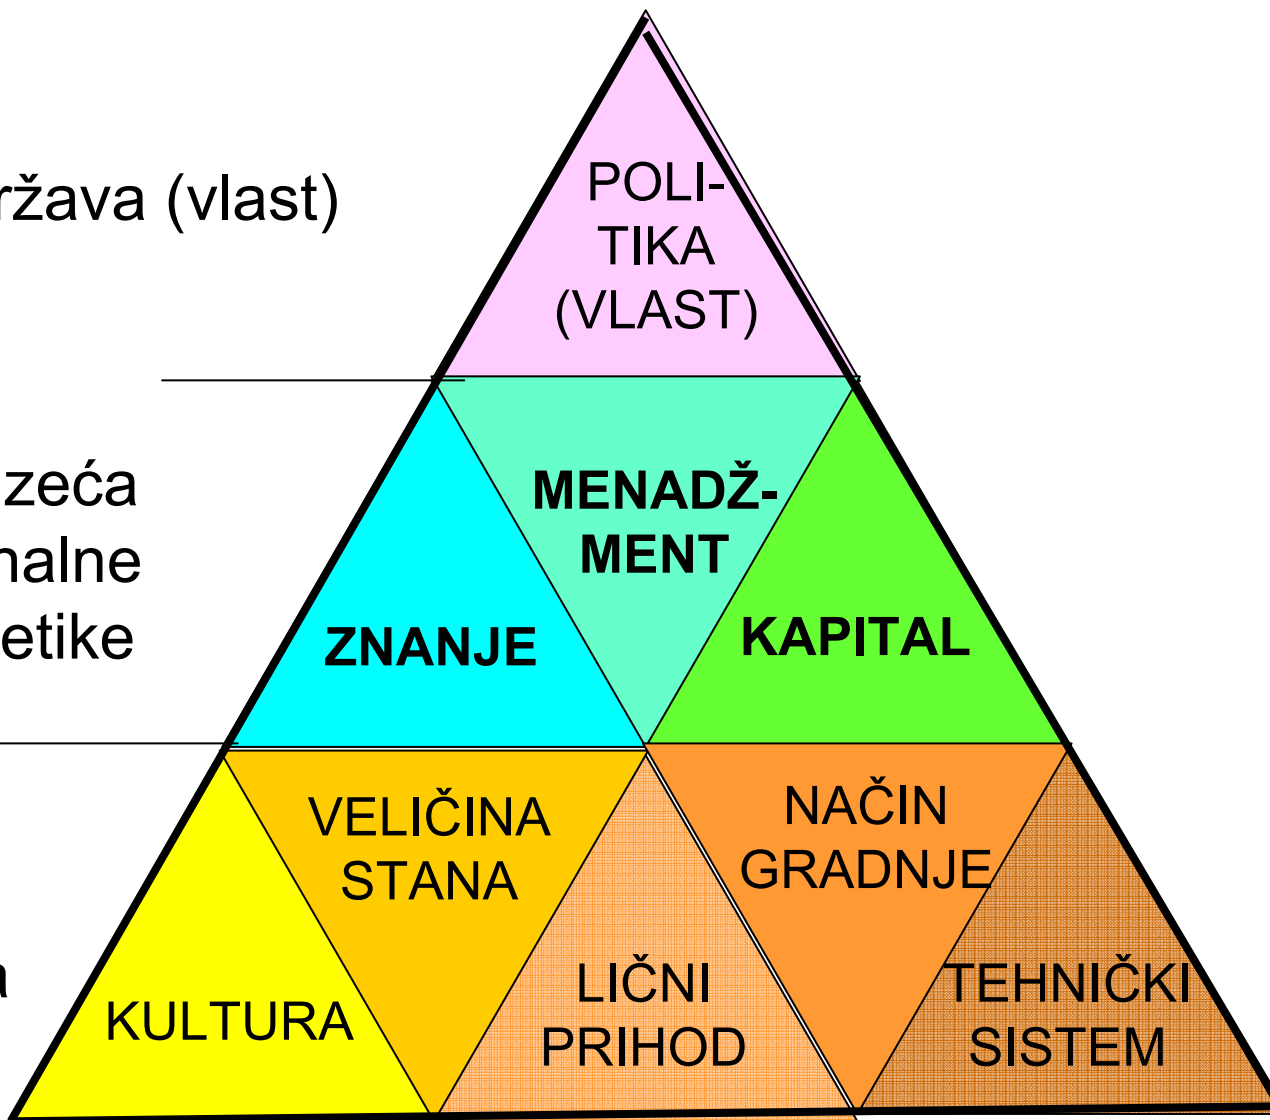 ržava (vlast)
POLI-
TIKA
(VLAST)
zeća
nalne
etike
MENADŽ-
MENT
ZNANJE
KAPITAL
VELIČINA
STANA
NAČIN
GRADNJE
a
KULTURA
LIČNI
PRIHOD
TEHNIČKI
SISTEM